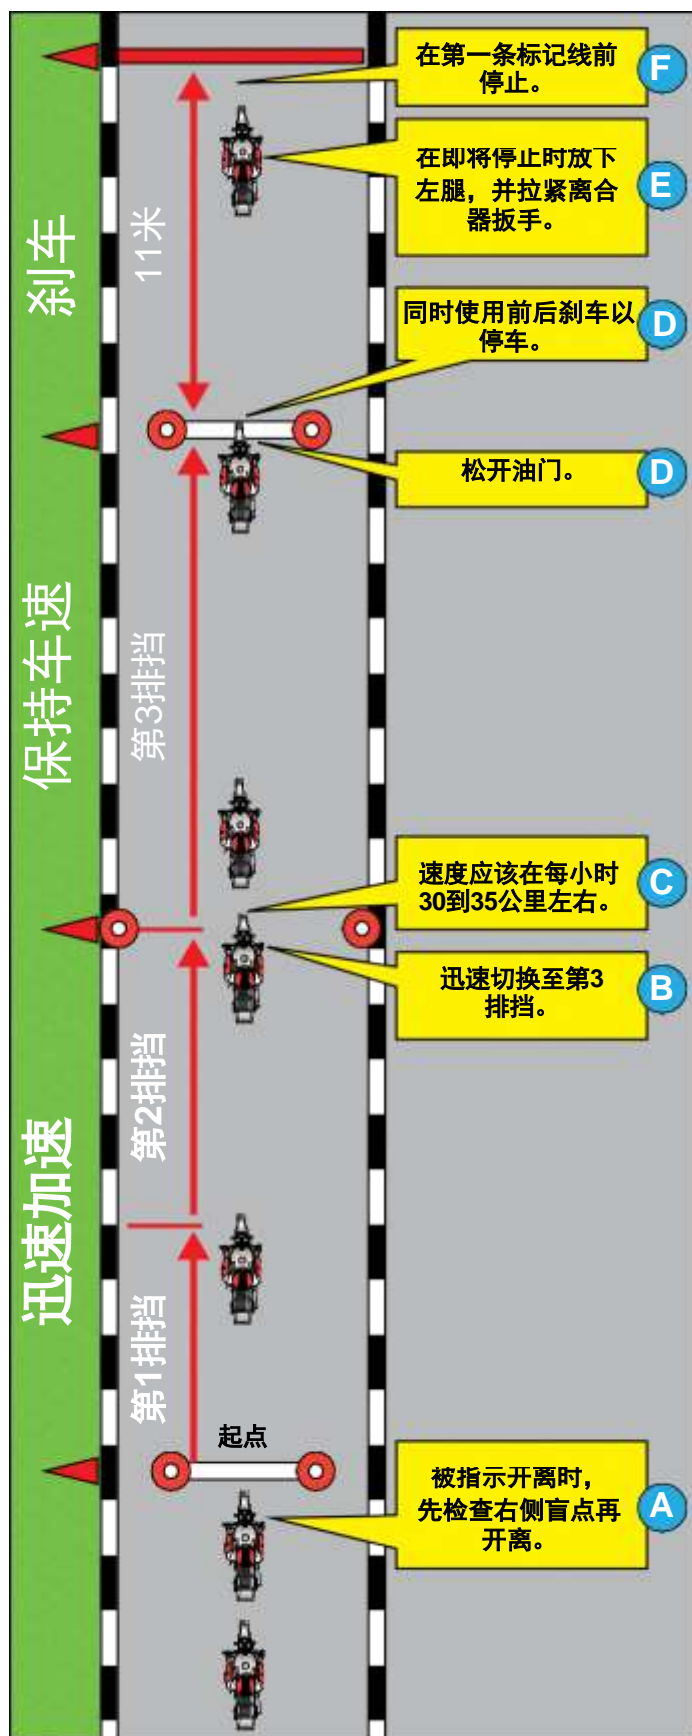 在第一条标记线前
停止。
F
在即将停止时放下
左腿，并拉紧离合
器扳手。
E
刹车
11米
同时使用前后刹车以
停车。
D
松开油门。
D
保持车速
第3排挡
速度应该在每小时
30到35公里左右。
C
迅速切换至第3
排挡。
B
第2排挡
迅速加速
第1排挡
起点
被指示开离时，
先检查右侧盲点再
开离。
A